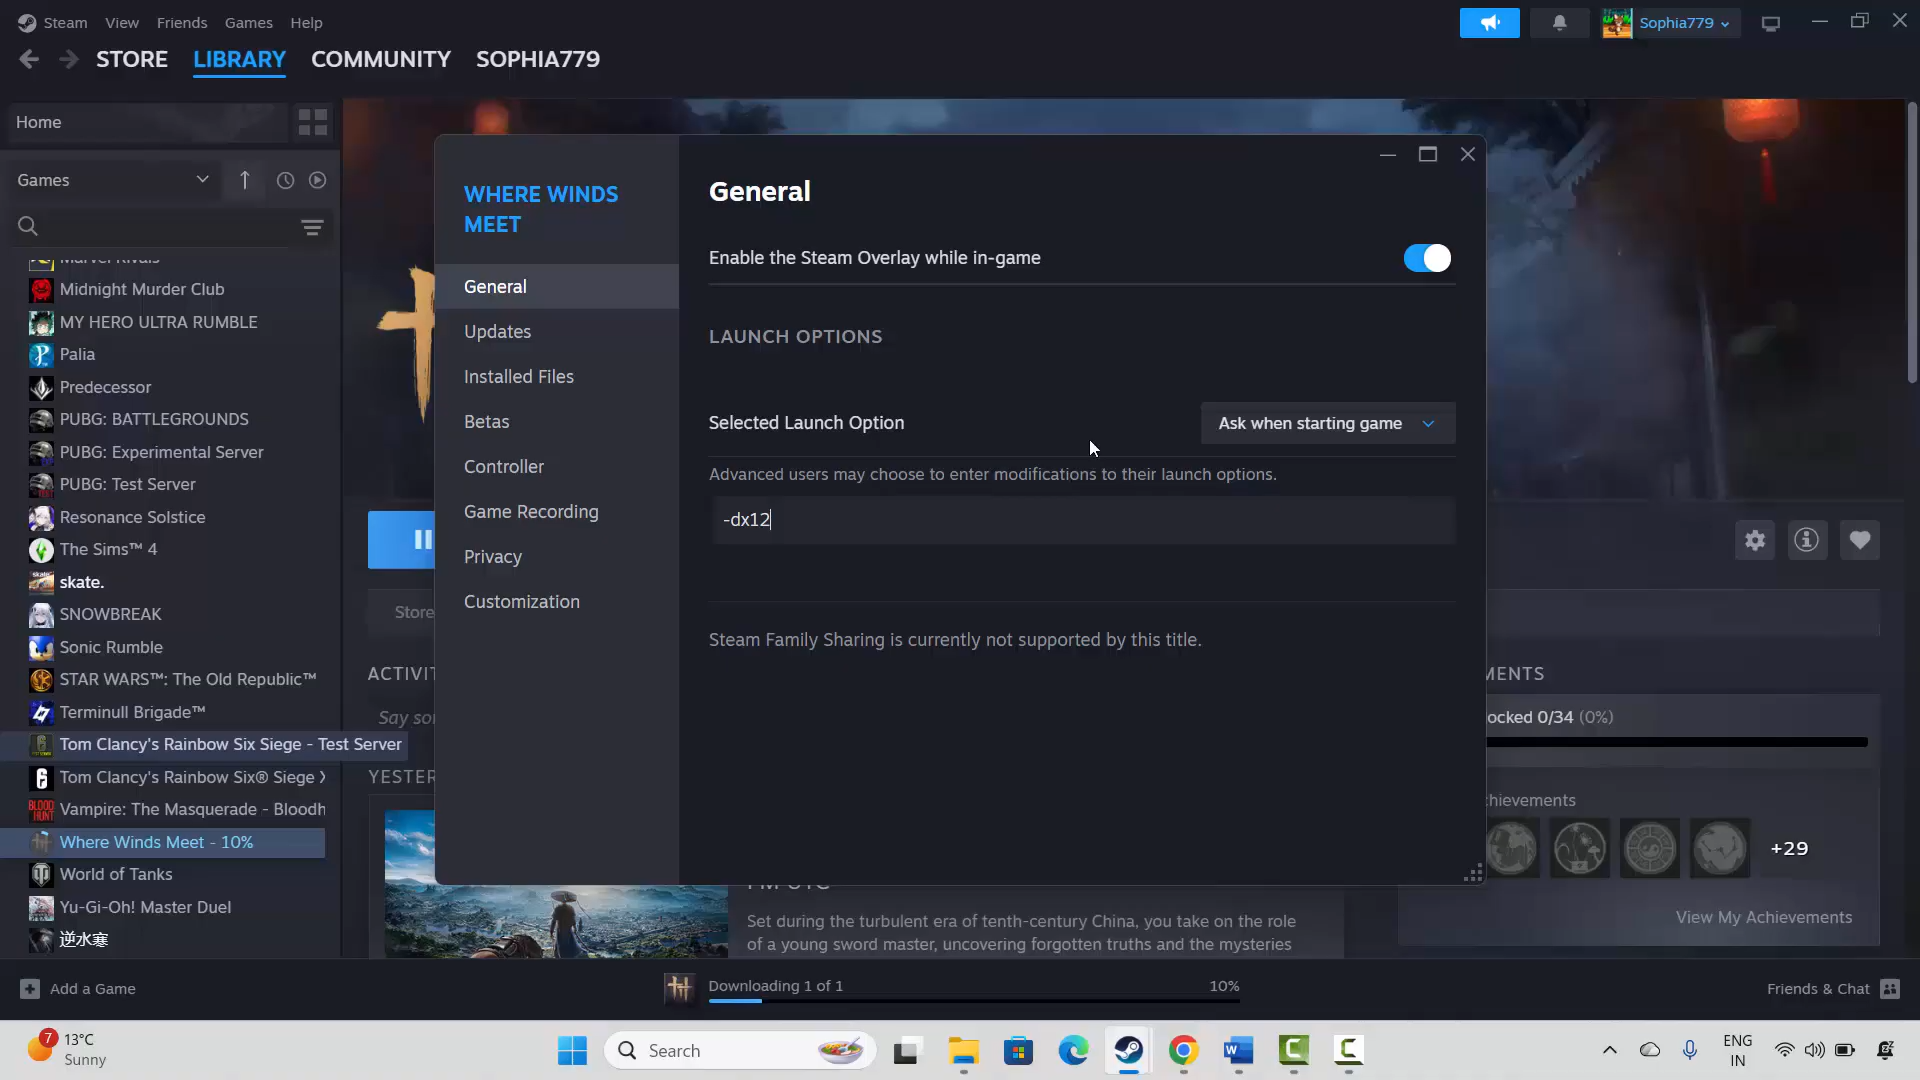 Steam View Friends Games Help
Sophia779
STORE LIBRARY COMMUNITY SOPHIA779
Home
Games
Marvel Rivals
Midnight Murder Club
MY HERO ULTRA RUMBLE
Palia
Predecessor
PUBG: BATTLEGROUNDS
PUBG: Experimental Server
PUBG: Test Server
Resonance Solstice
The Sims™ 4
skate.
SNOWBREAK
Sonic Rumble
STAR WARS™: The Old Republic™
Terminull Brigade™
Tom Clancy's Rainbow Six Siege - Test Server
Tom Clancy's Rainbow Six® Siege X
Vampire: The Masquerade - Bloodh
Where Winds Meet - 10%
World of Tanks
Yu-Gi-Oh! Master Duel
逆水寒
WHERE WINDS
MEET
General
Updates
Installed Files
Betas
Controller
Game Recording
Privacy
Customization
General
Enable the Steam Overlay while in-game
LAUNCH OPTIONS
Selected Launch Option
Ask when starting game
Advanced users may choose to enter modifications to their launch options.
-dx12
Steam Family Sharing is currently not supported by this title.
Store
ACTIVIT
Say so
YESTER
Set during the turbulent era of tenth-century China, you take on the role
of a young sword master, uncovering forgotten truths and the mysteries
MENTS
ocked 0/34 (0%)
chievements
+29
View My Achievements
Add a Game
Downloading 1 of 1
10%
Friends & Chat
7
13°C
Sunny
Search
ENG
IN